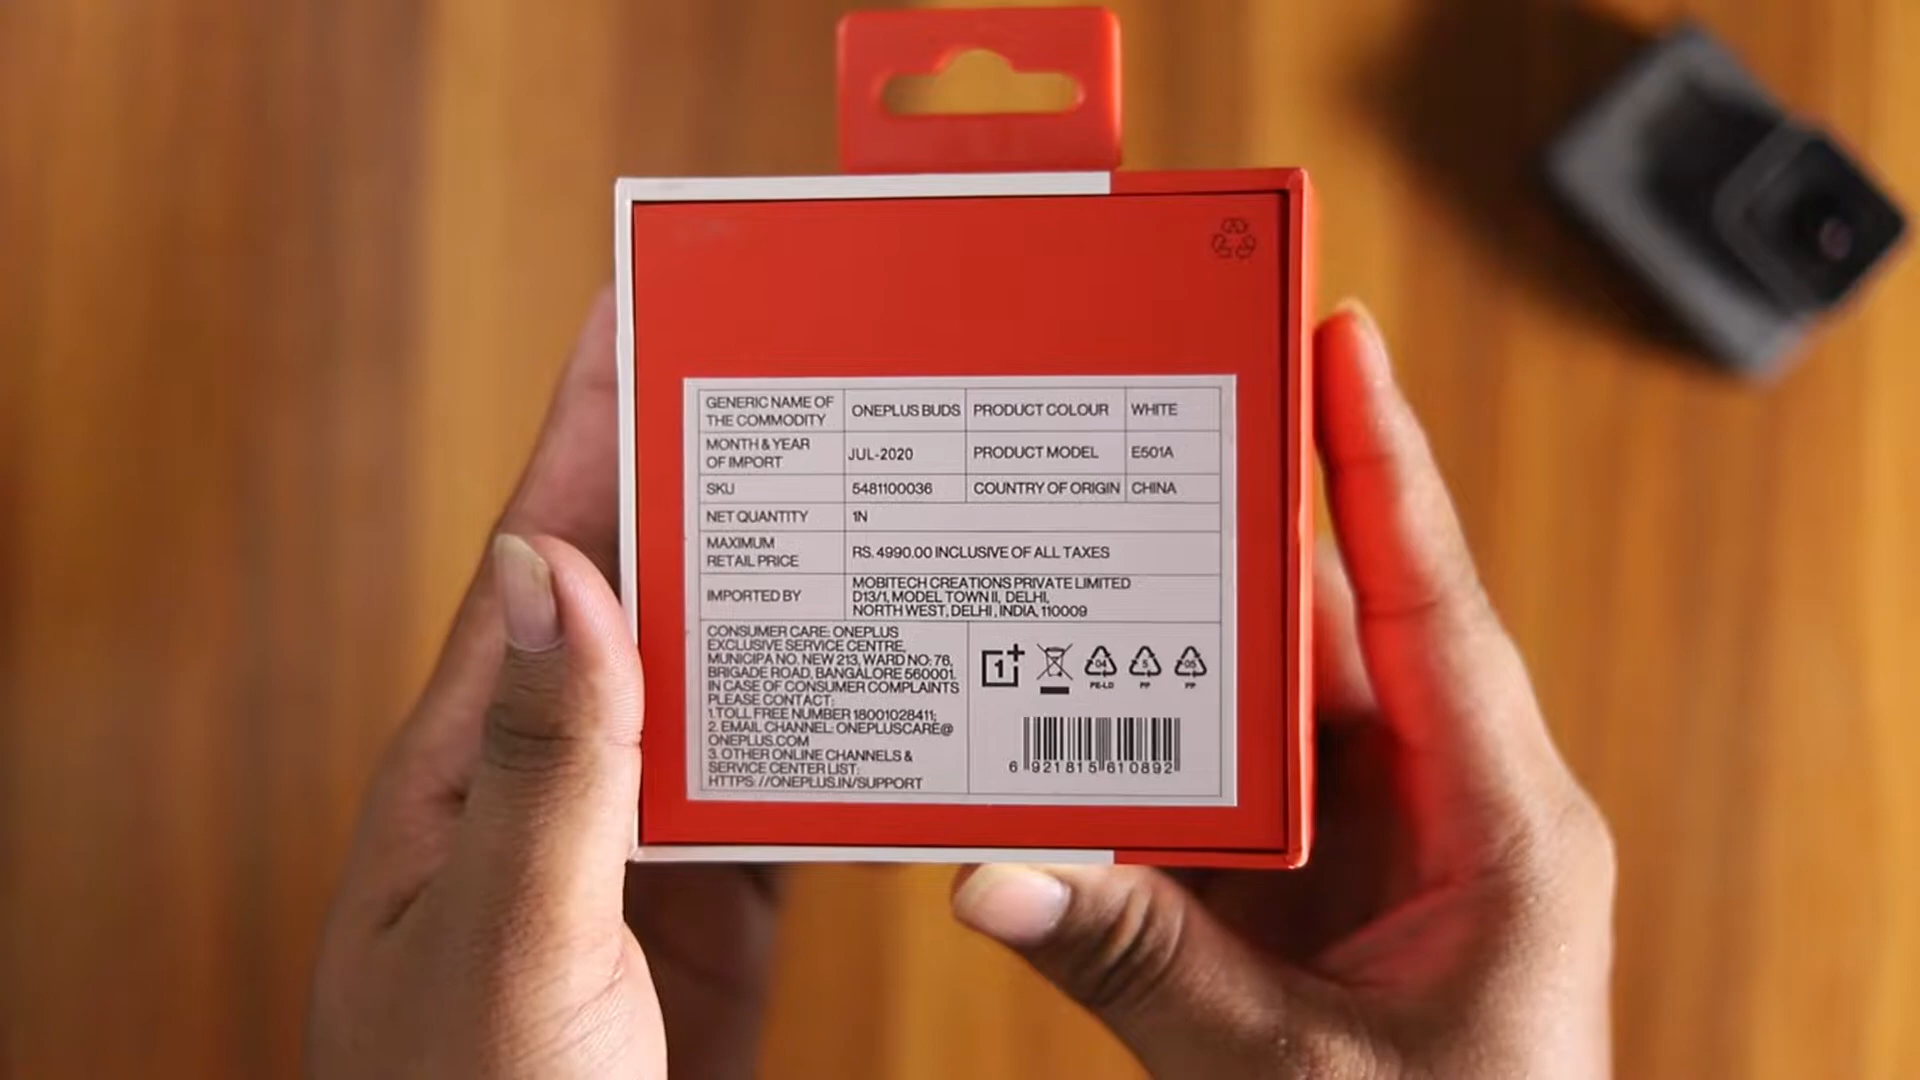 GENERIC NAME OF
THE COMMODITY
ONEPLUS BUDS
PRODUCT COLOUR
WHITE
MONTH & YEAR
OF IMPORT
JUL-2020
PRODUCT MODEL
E501A
SKU
5481100036
COUNTRY OF ORIGIN
CHINA
NET QUANTITY
1N
MAXIMUM
RETAIL PRICE
RS. 4990.00 INCLUSIVE OF ALL TAXES
IMPORTED BY
MOBITECH CREATIONS PRIVATE LIMITED
D13/1, MODEL TOWN II, DELHI,
NORTH WEST, DELHI, INDIA, 110009
CONSUMER CARE: ONEPLUS
EXCLUSIVE SERVICE CENTRE,
MUNICIPA NO. NEW 213, WARD NO: 76,
BRIGADE ROAD, BANGALORE 560001.
IN CASE OF CONSUMER COMPLAINTS
PLEASE CONTACT:
1.TOLL FREE NUMBER 18001028411;
2. EMAIL CHANNEL: ONEPLUSCARE@
ONEPLUS.COM
3. OTHER ONLINE CHANNELS &
SERVICE CENTER LIST:
HTTPS: //ONEPLUS.IN/SUPPORT
1+
04
PE-LD
5
PP
05
PP
6 921815 610892